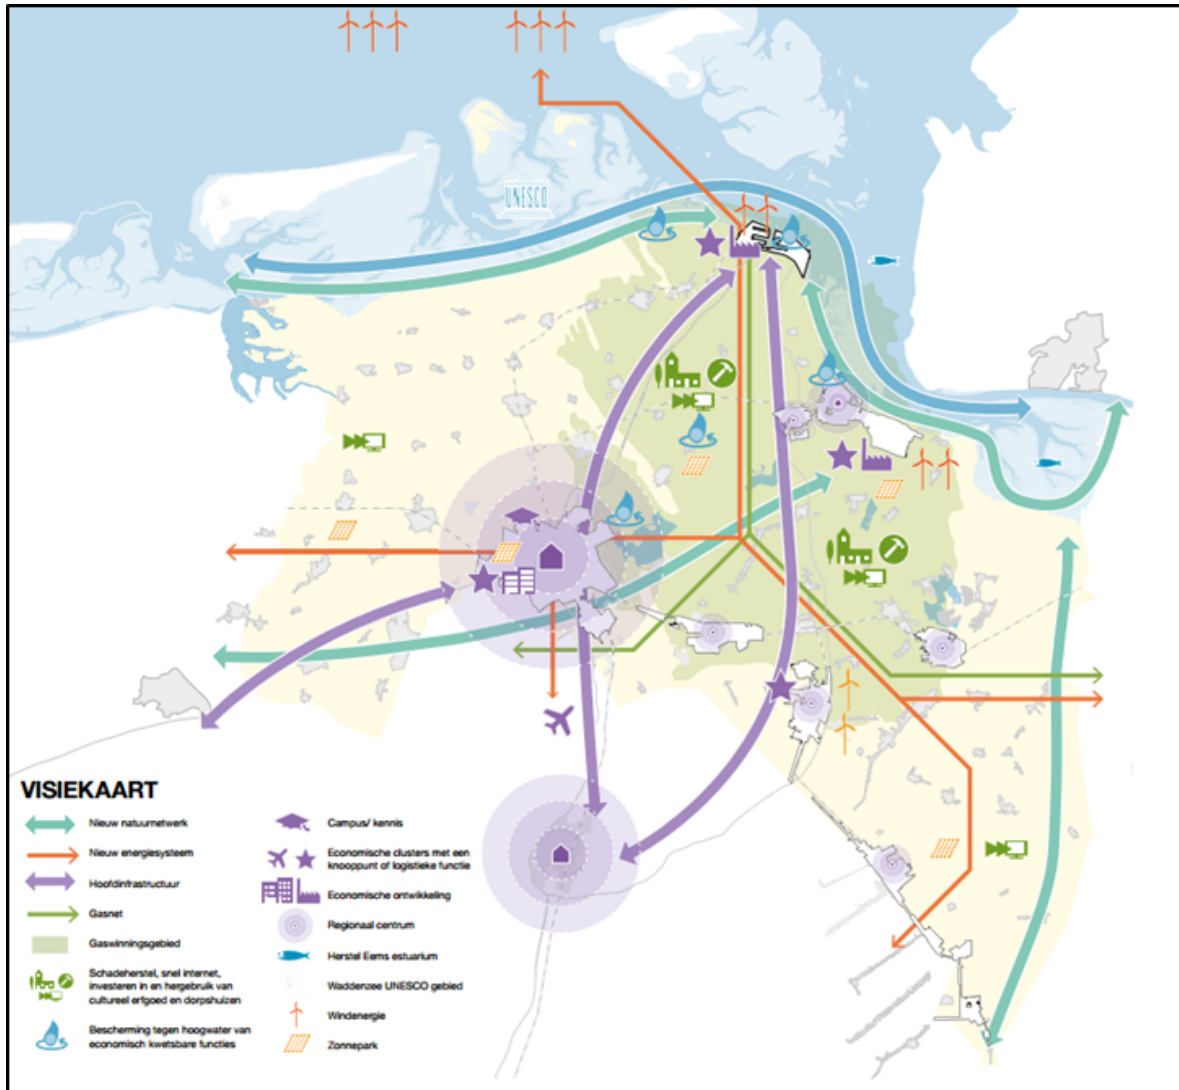 UNESCO
VISIEKAART
Nieuw natuurnetwerk
Nieuw energiesysteem
Hoofdinfrastructuur
Gasnet
Gaswinningsgebied
Schadeherstel, snel internet,
investeren in en hergebruik van
cultureel erfgoed en dorpshuizen
Bescherming tegen hoogwater van
economisch kwetsbare functies
Campus/ kennis
Economische clusters met een
knooppunt of logistieke functie
Economische ontwikkeling
Regionaal centrum
Herstel Eems estuarium
Waddenzee UNESCO gebied
Windenergie
Zonnepark